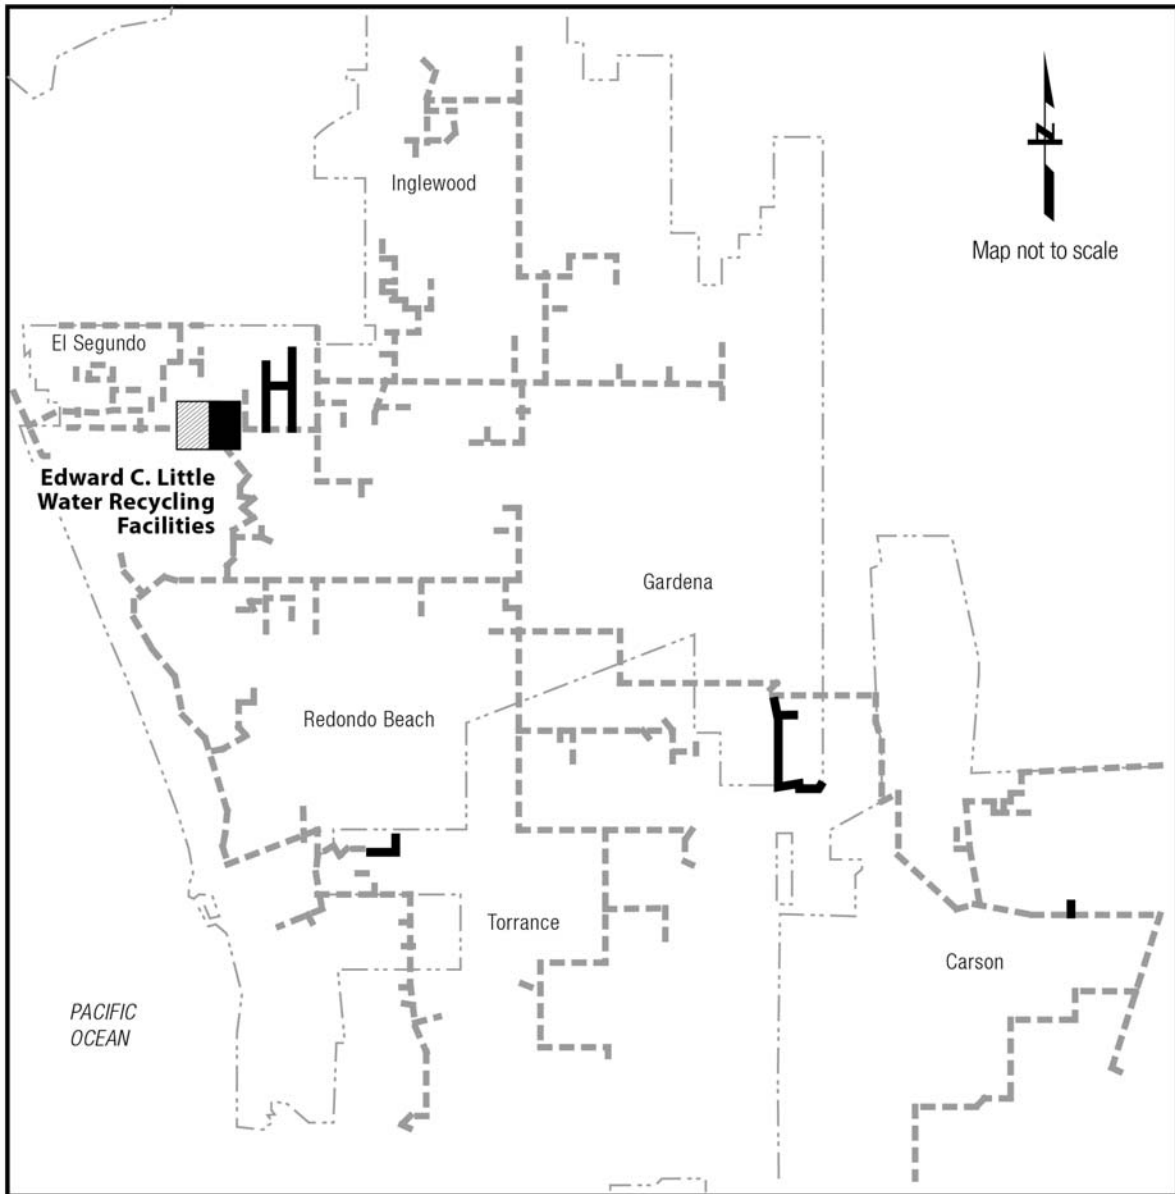 Inglewood
N
Map not to scale
El Segundo
Edward C. Little
Water Recycling
Facilities
Gardena
Redondo Beach
Torrance
Carson
PACIFIC
OCEAN